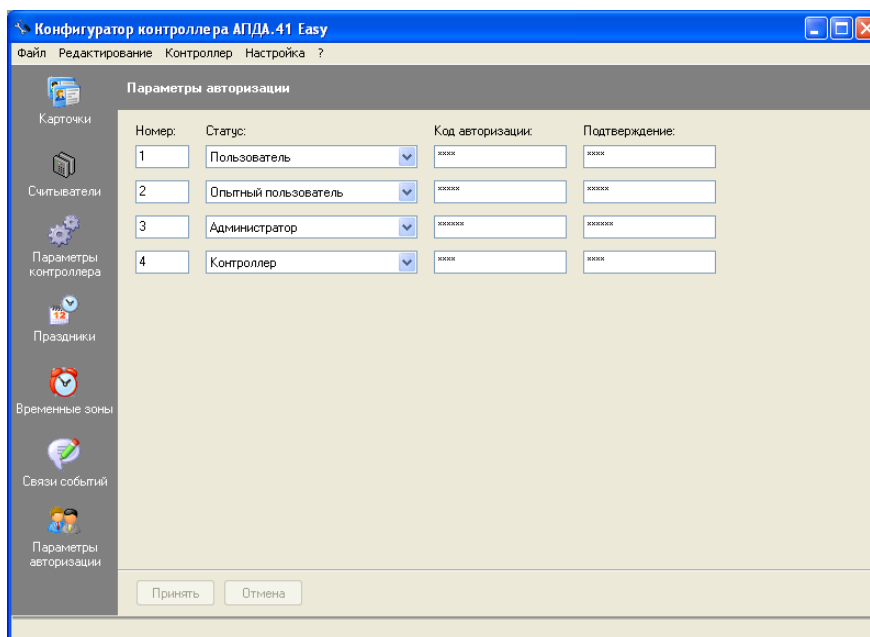 Конфигуратор контроллера АПДА.41 Easy
Файл Редактирование Контроллер Настройка ?
Карточки
Считыватели
Параметры
контроллера
12
Праздники
Временные зоны
Связи событий
Параметры
авторизации
Параметры авторизации
Номер: Статус: Код авторизации: Подтверждение:
1 Пользователь **** ****
2 Опытный пользователь ***** *****
3 Администратор ****** ******
4 Контроллер **** ****
Принять Отмена